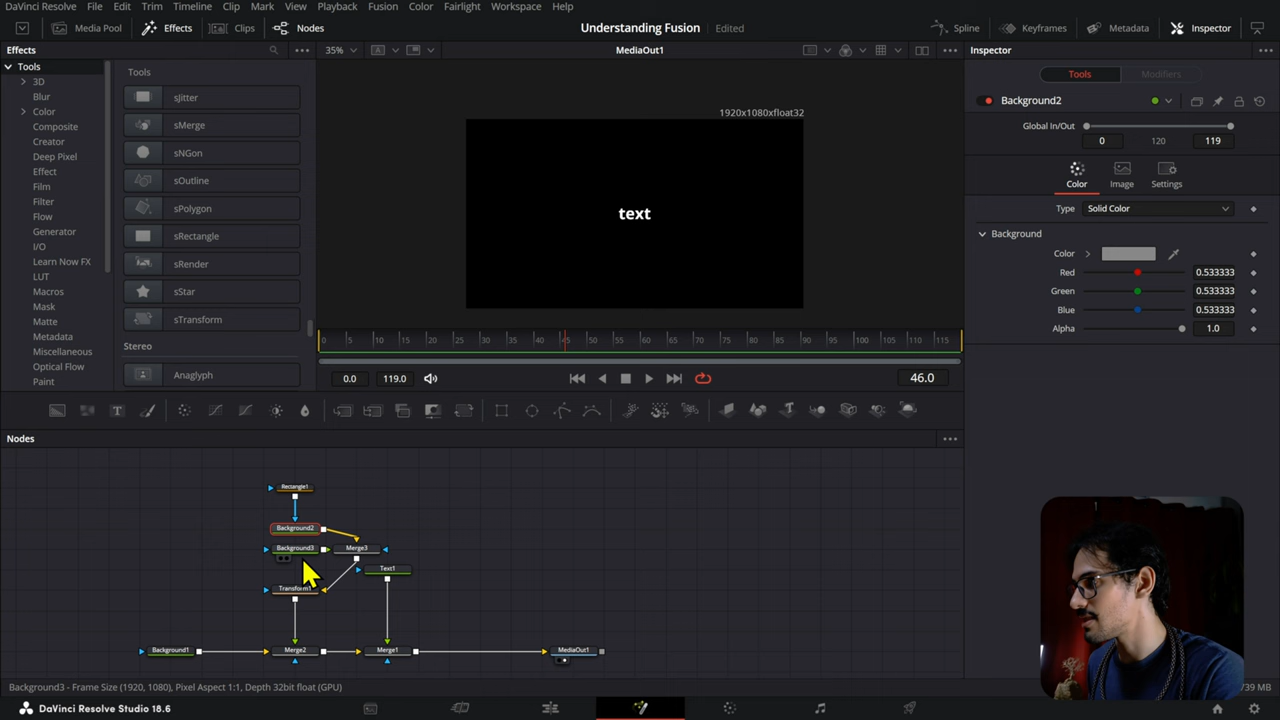 DaVinci Resolve File Edit Trim Timeline Clip Mark View Playback Fusion Color Fairlight Workspace Help
Media Pool Effects Clips Nodes Understanding Fusion Edited Spline Keyframes Metadata Inspector
Effects 35% MediaOut1 Inspector
Tools
3D
Blur
Color
Composite
Creator
Deep Pixel
Effect
Film
Filter
Flow
Generator
I/O
Learn Now FX
LUT
Macros
Mask
Matte
Metadata
Miscellaneous
Optical Flow
Paint
Tools
sJitter
sMerge
sNGon
sOutline
sPolygon
sRectangle
sRender
sStar
sTransform
Stereo
Anaglyph
1920x1080xfloat32
text
0 5 10 15 20 25 30 35 40 45 50 55 60 65 70 75 80 85 90 95 100 105 110 115
0.0 119.0 46.0
Tools Modifiers
Background2
Global In/Out
0 120 119
Color Image Settings
Type Solid Color
Background
Color
Red 0.533333
Green 0.533333
Blue 0.533333
Alpha 1.0
Nodes
Rectangle1
Background2
Background3 Merge3
Text1
Transform1
Background1 Merge2 Merge1 MediaOut1
Background3 - Frame Size (1920, 1080), Pixel Aspect 1:1, Depth 32bit float (GPU)
739 MB
DaVinci Resolve Studio 18.6